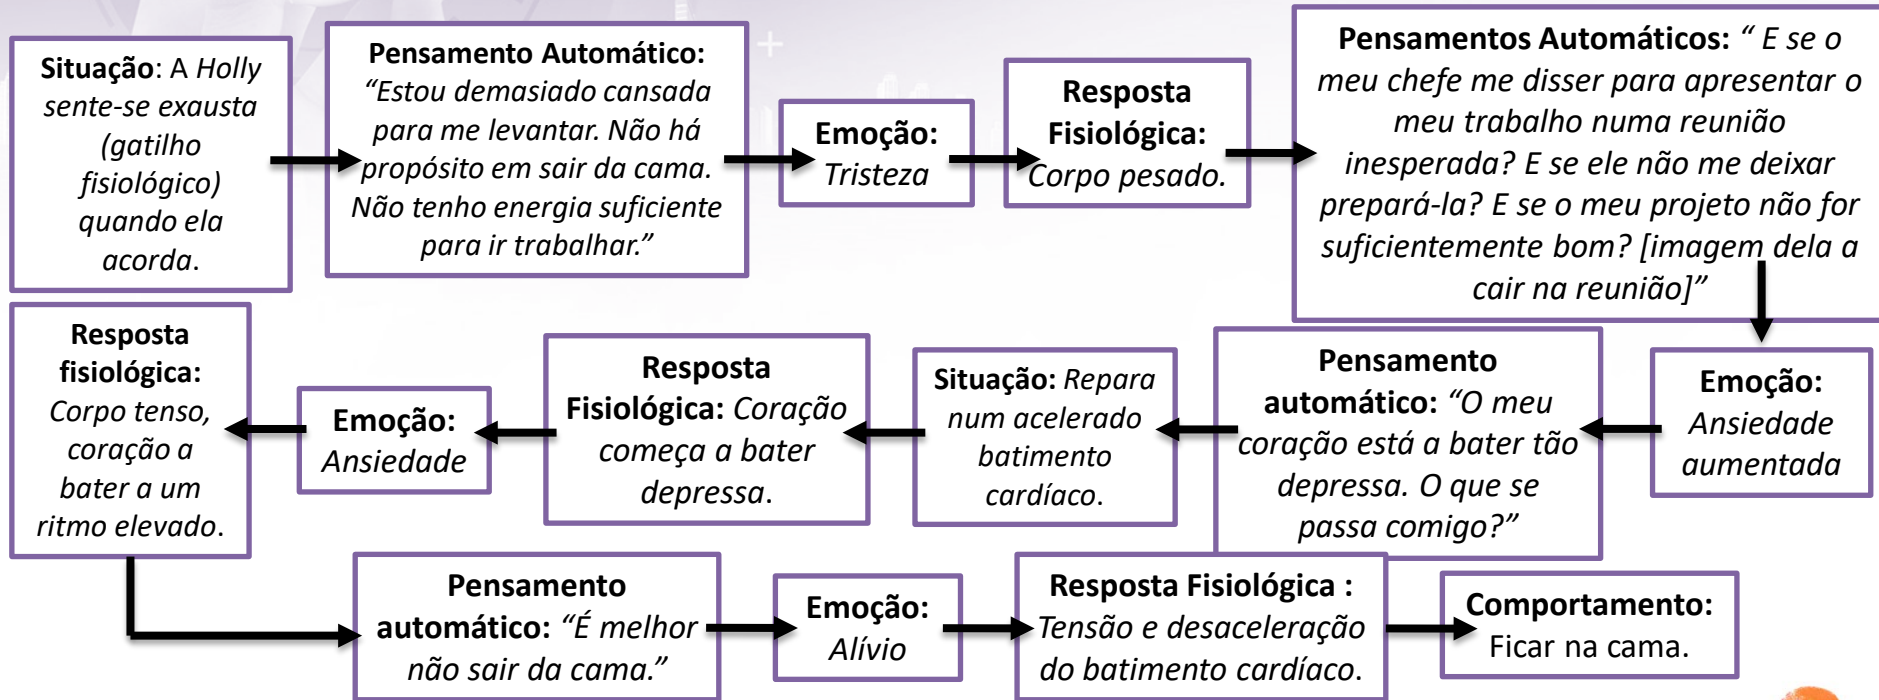 Situação: A Holly
sente-se exausta
(gatilho
fisiológico)
quando ela
acorda.
Pensamento Automático:
“Estou demasiado cansada
para me levantar. Não há
propósito em sair da cama.
Não tenho energia suficiente
para ir trabalhar.”
Emoção:
Tristeza
Resposta
Fisiológica:
Corpo pesado.
Pensamentos Automáticos: “ E se o
meu chefe me disser para apresentar o
meu trabalho numa reunião
inesperada? E se ele não me deixar
prepará-la? E se o meu projeto não for
suficientemente bom? [imagem dela a
cair na reunião]”
Emoção:
Ansiedade
aumentada
Pensamento
automático: “O meu
coração está a bater tão
depressa. O que se
passa comigo?”
Situação: Repara
num acelerado
batimento
cardíaco.
Resposta
Fisiológica: Coração
começa a bater
depressa.
Emoção:
Ansiedade
Resposta
fisiológica:
Corpo tenso,
coração a
bater a um
ritmo elevado.
Pensamento
automático: “É melhor
não sair da cama.”
Emoção:
Alívio
Resposta Fisiológica :
Tensão e desaceleração
do batimento cardíaco.
Comportamento:
Ficar na cama.